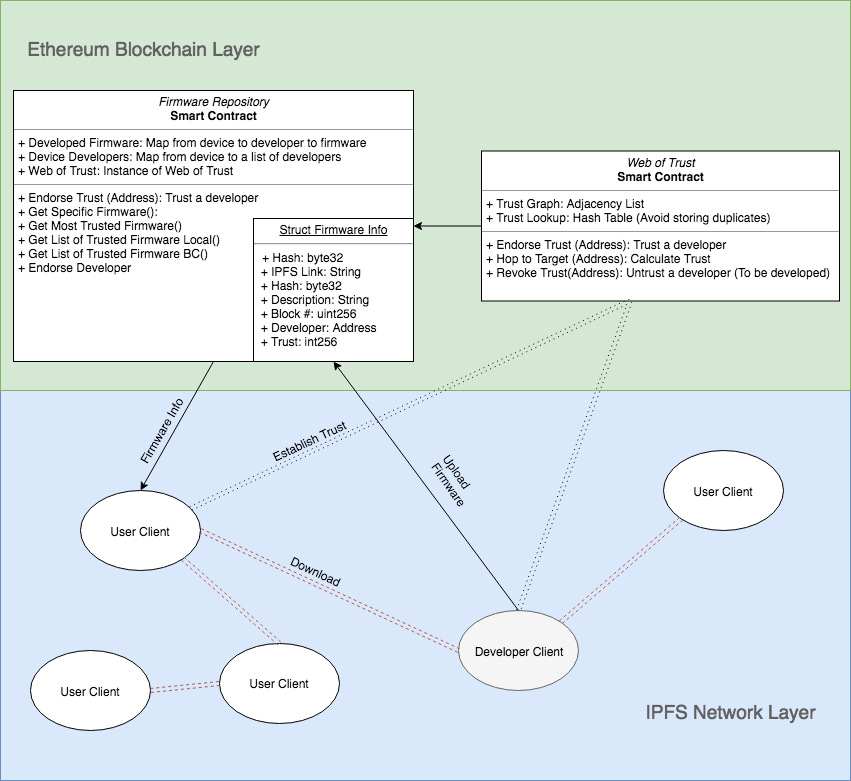 Ethereum Blockchain Layer
Firmware Repository
Smart Contract
+ Developed Firmware: Map from device to developer to firmware
+ Device Developers: Map from device to a list of developers
+ Web of Trust: Instance of Web of Trust
+ Endorse Trust (Address): Trust a developer
+ Get Specific Firmware():
+ Get Most Trusted Firmware()
+ Get List of Trusted Firmware Local()
+ Get List of Trusted Firmware BC()
+ Endorse Developer
Struct Firmware Info
+ Hash: byte32
+ IPFS Link: String
+ Hash: byte32
+ Description: String
+ Block #: uint256
+ Developer: Address
+ Trust: int256
Web of Trust
Smart Contract
+ Trust Graph: Adjacency List
+ Trust Lookup: Hash Table (Avoid storing duplicates)
+ Endorse Trust (Address): Trust a developer
+ Hop to Target (Address): Calculate Trust
+ Revoke Trust(Address): Untrust a developer (To be developed)
Firmware Info
Establish Trust
Upload
Firmware
User Client
User Client
Download
Developer Client
User Client
User Client
IPFS Network Layer